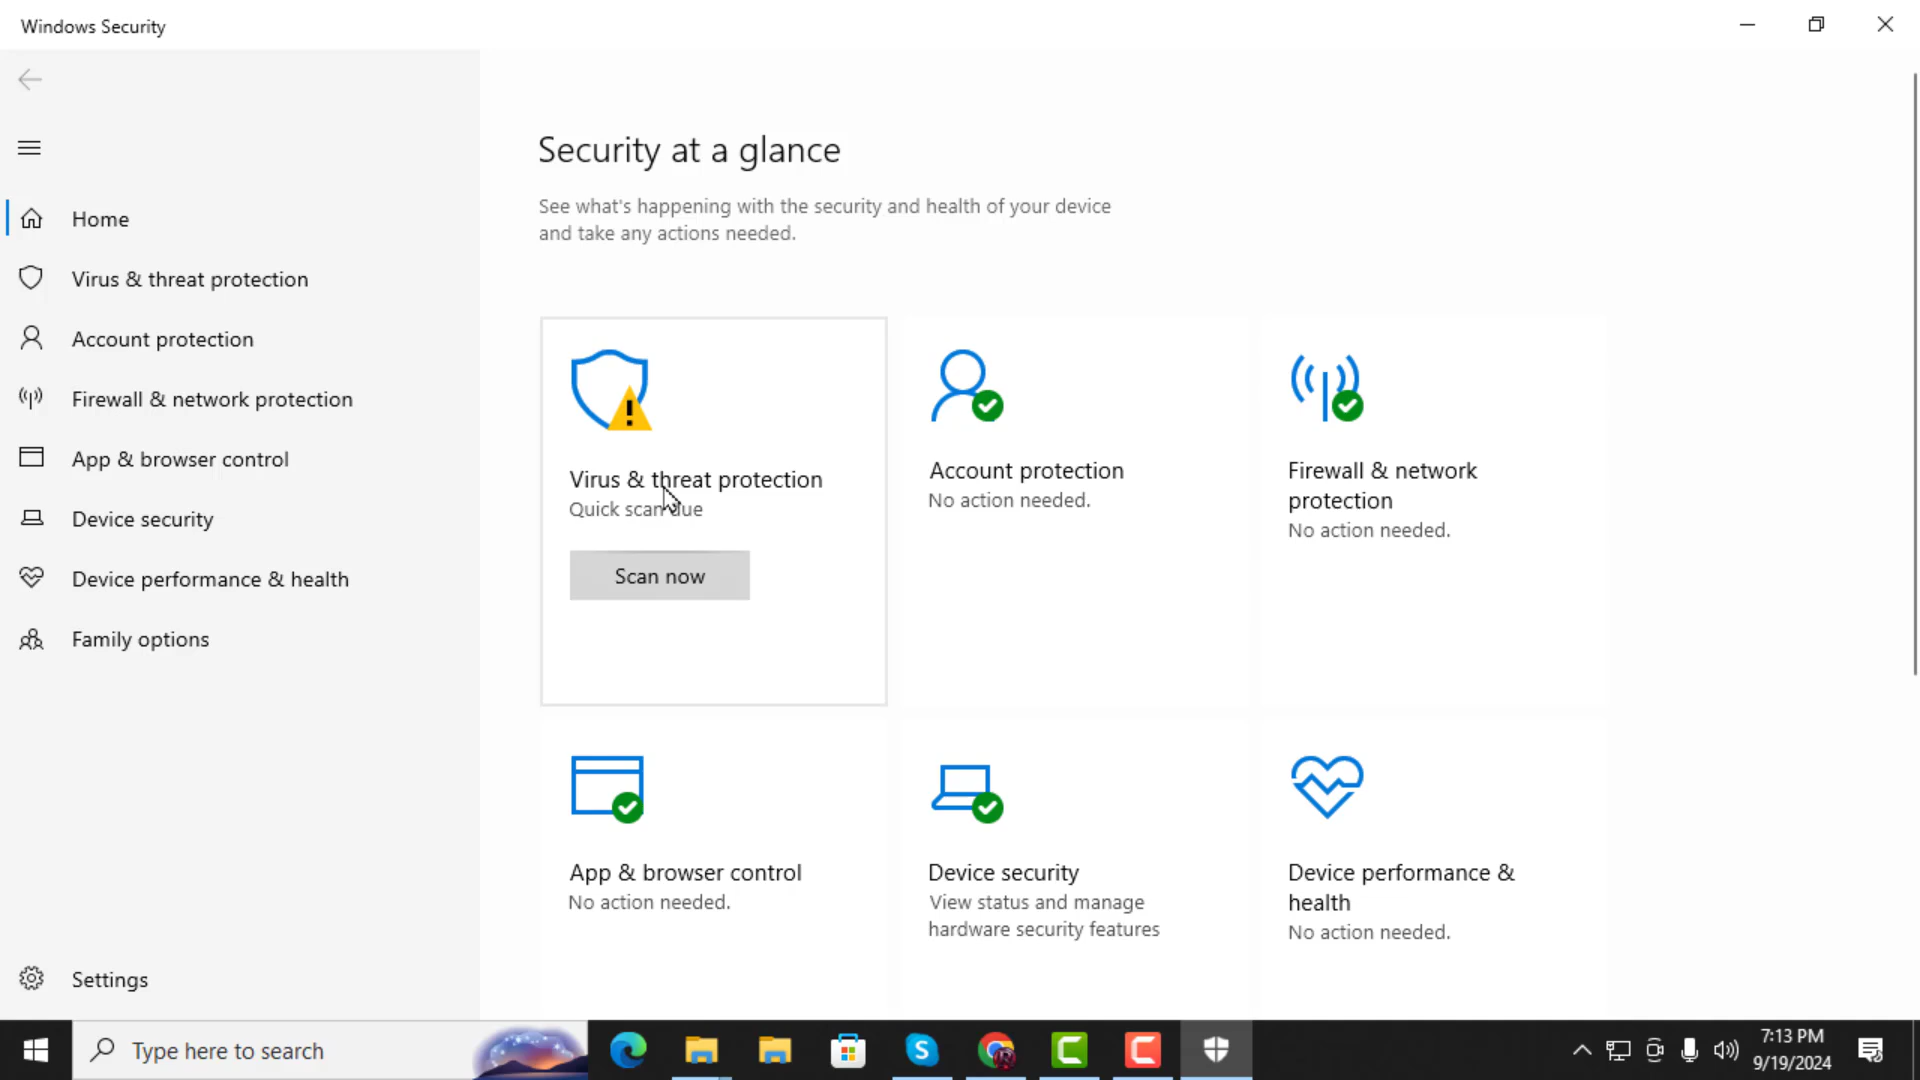 Windows Security
Home
Virus & threat protection
Account protection
Firewall & network protection
App & browser control
Device security
Device performance & health
Family options
Settings
Security at a glance
See what's happening with the security and health of your device
and take any actions needed.
Virus & threat protection
Quick scan due
Scan now
Account protection
No action needed.
Firewall & network
protection
No action needed.
App & browser control
No action needed.
Device security
View status and manage
hardware security features
Device performance &
health
No action needed.
Type here to search
7:13 PM
9/19/2024